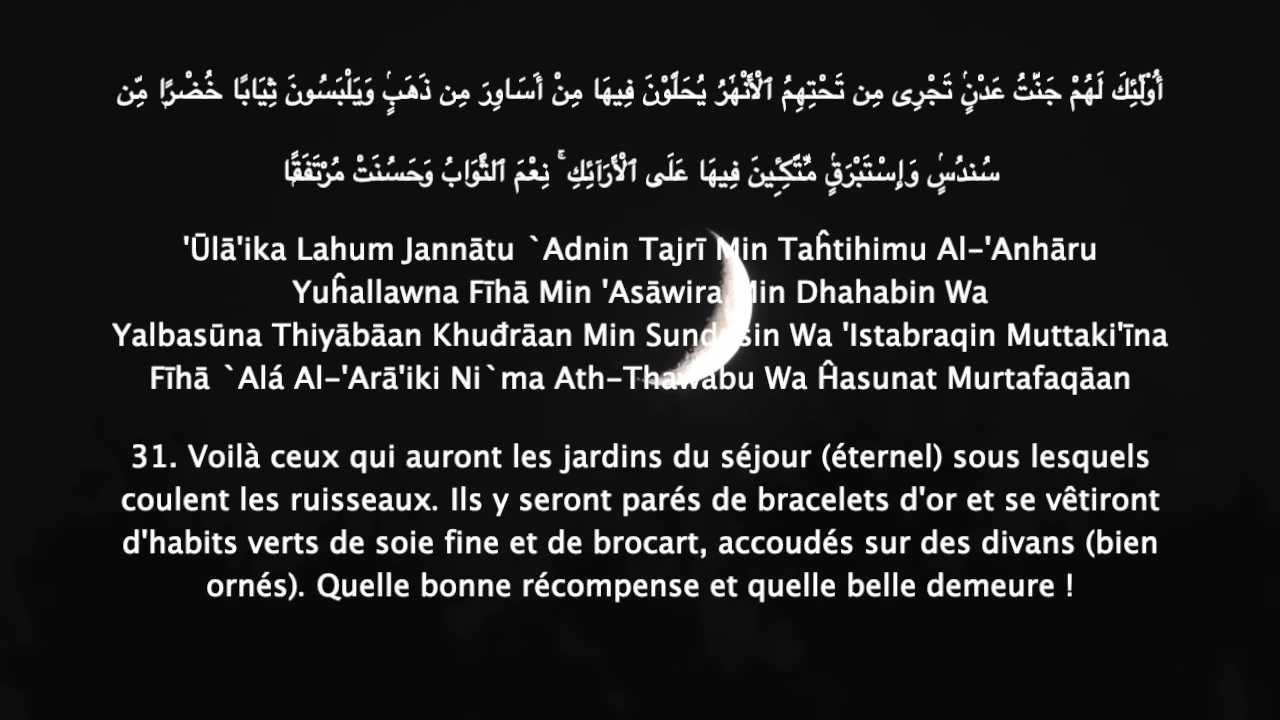 أُو۟لَٰٓئِكَ لَهُمْ جَنَّٰتُ عَدْنٍ تَجْرِى مِن تَحْتِهِمُ ٱلْأَنْهَٰرُ يُحَلَّوْنَ فِيهَا مِنْ أَسَاوِرَ مِن ذَهَبٍ وَيَلْبَسُونَ ثِيَابًا خُضْرًا مِّن
سُندُسٍ وَإِسْتَبْرَقٍ مُّتَّكِـِٔينَ فِيهَا عَلَى ٱلْأَرَآئِكِ ۚ نِعْمَ ٱلثَّوَابُ وَحَسُنَتْ مُرْتَفَقًا
'Ūlā'ika Lahum Jannātu `Adnin Tajrī Min Taĥtihimu Al-'Anhāru
Yuĥallawna Fīhā Min 'Asāwira Min Dhahabin Wa
Yalbasūna Thiyābāan Khuđrāan Min Sundusin Wa 'Istabraqin Muttaki'īna
Fīhā `Alá Al-'Arā'iki Ni`ma Ath-Thawābu Wa Ĥasunat Murtafaqāan
31. Voilà ceux qui auront les jardins du séjour (éternel) sous lesquels
coulent les ruisseaux. Ils y seront parés de bracelets d'or et se vêtiront
d'habits verts de soie fine et de brocart, accoudés sur des divans (bien
ornés). Quelle bonne récompense et quelle belle demeure !